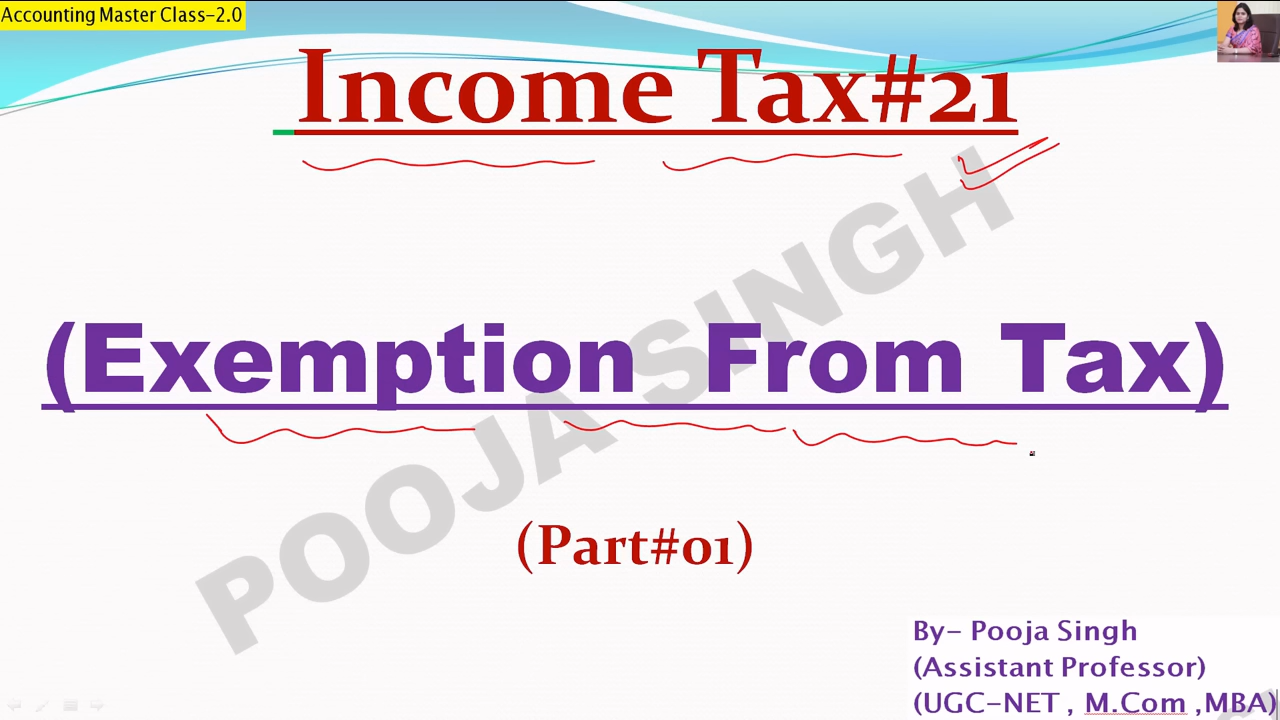 Accounting Master Class-2.0
Income Tax#21
POOJA SINGH
(Exemption From Tax)
(Part#01)
By- Pooja Singh
(Assistant Professor)
(UGC-NET , M.Com ,MBA)